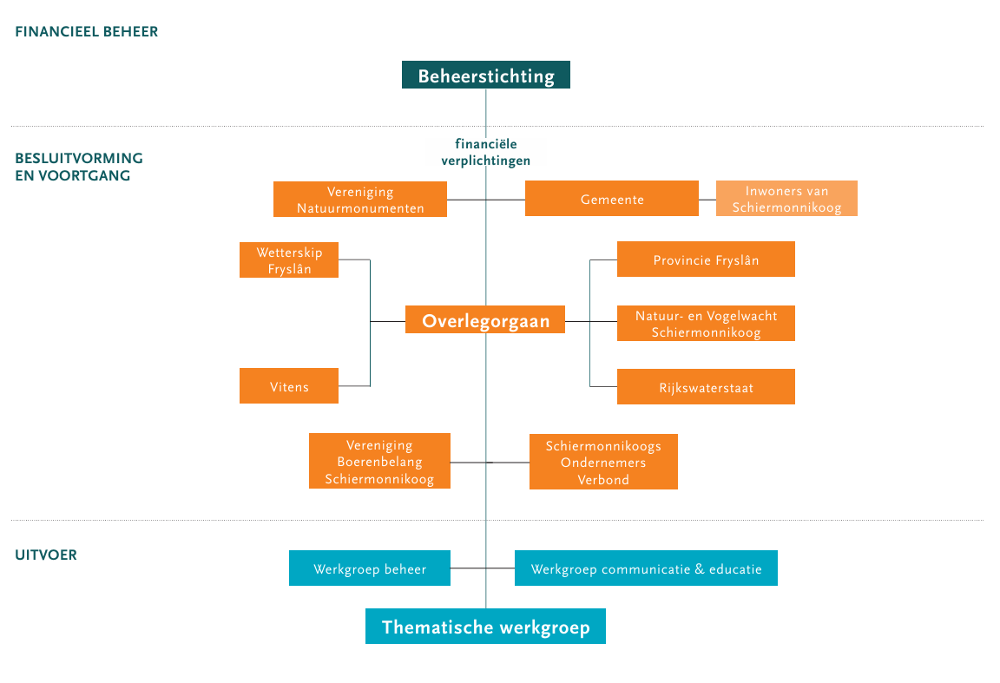 FINANCIEEL BEHEER
Beheerstichting
financiële
verplichtingen
BESLUITVORMING
EN VOORTGANG
Vereniging
Natuurmonumenten
Gemeente
Inwoners van
Schiermonnikoog
Wetterskip
Fryslân
Provincie Fryslân
Overlegorgaan
Natuur- en Vogelwacht
Schiermonnikoog
Vitens
Rijkswaterstaat
Vereniging
Boerenbelang
Schiermonnikoog
Schiermonnikoogs
Ondernemers
Verbond
UITVOER
Werkgroep beheer
Werkgroep communicatie & educatie
Thematische werkgroep